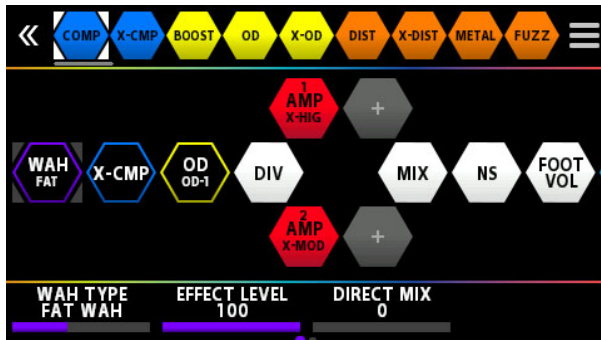 COMP X-CMP BOOST OD X-OD DIST X-DIST METAL FUZZ
1
AMP
X-HIG
+
WAH
FAT
X-CMP
OD
OD-1
DIV
MIX
NS
FOOT
VOL
2
AMP
X-MOD
+
WAH TYPE
FAT WAH
EFFECT LEVEL
100
DIRECT MIX
0